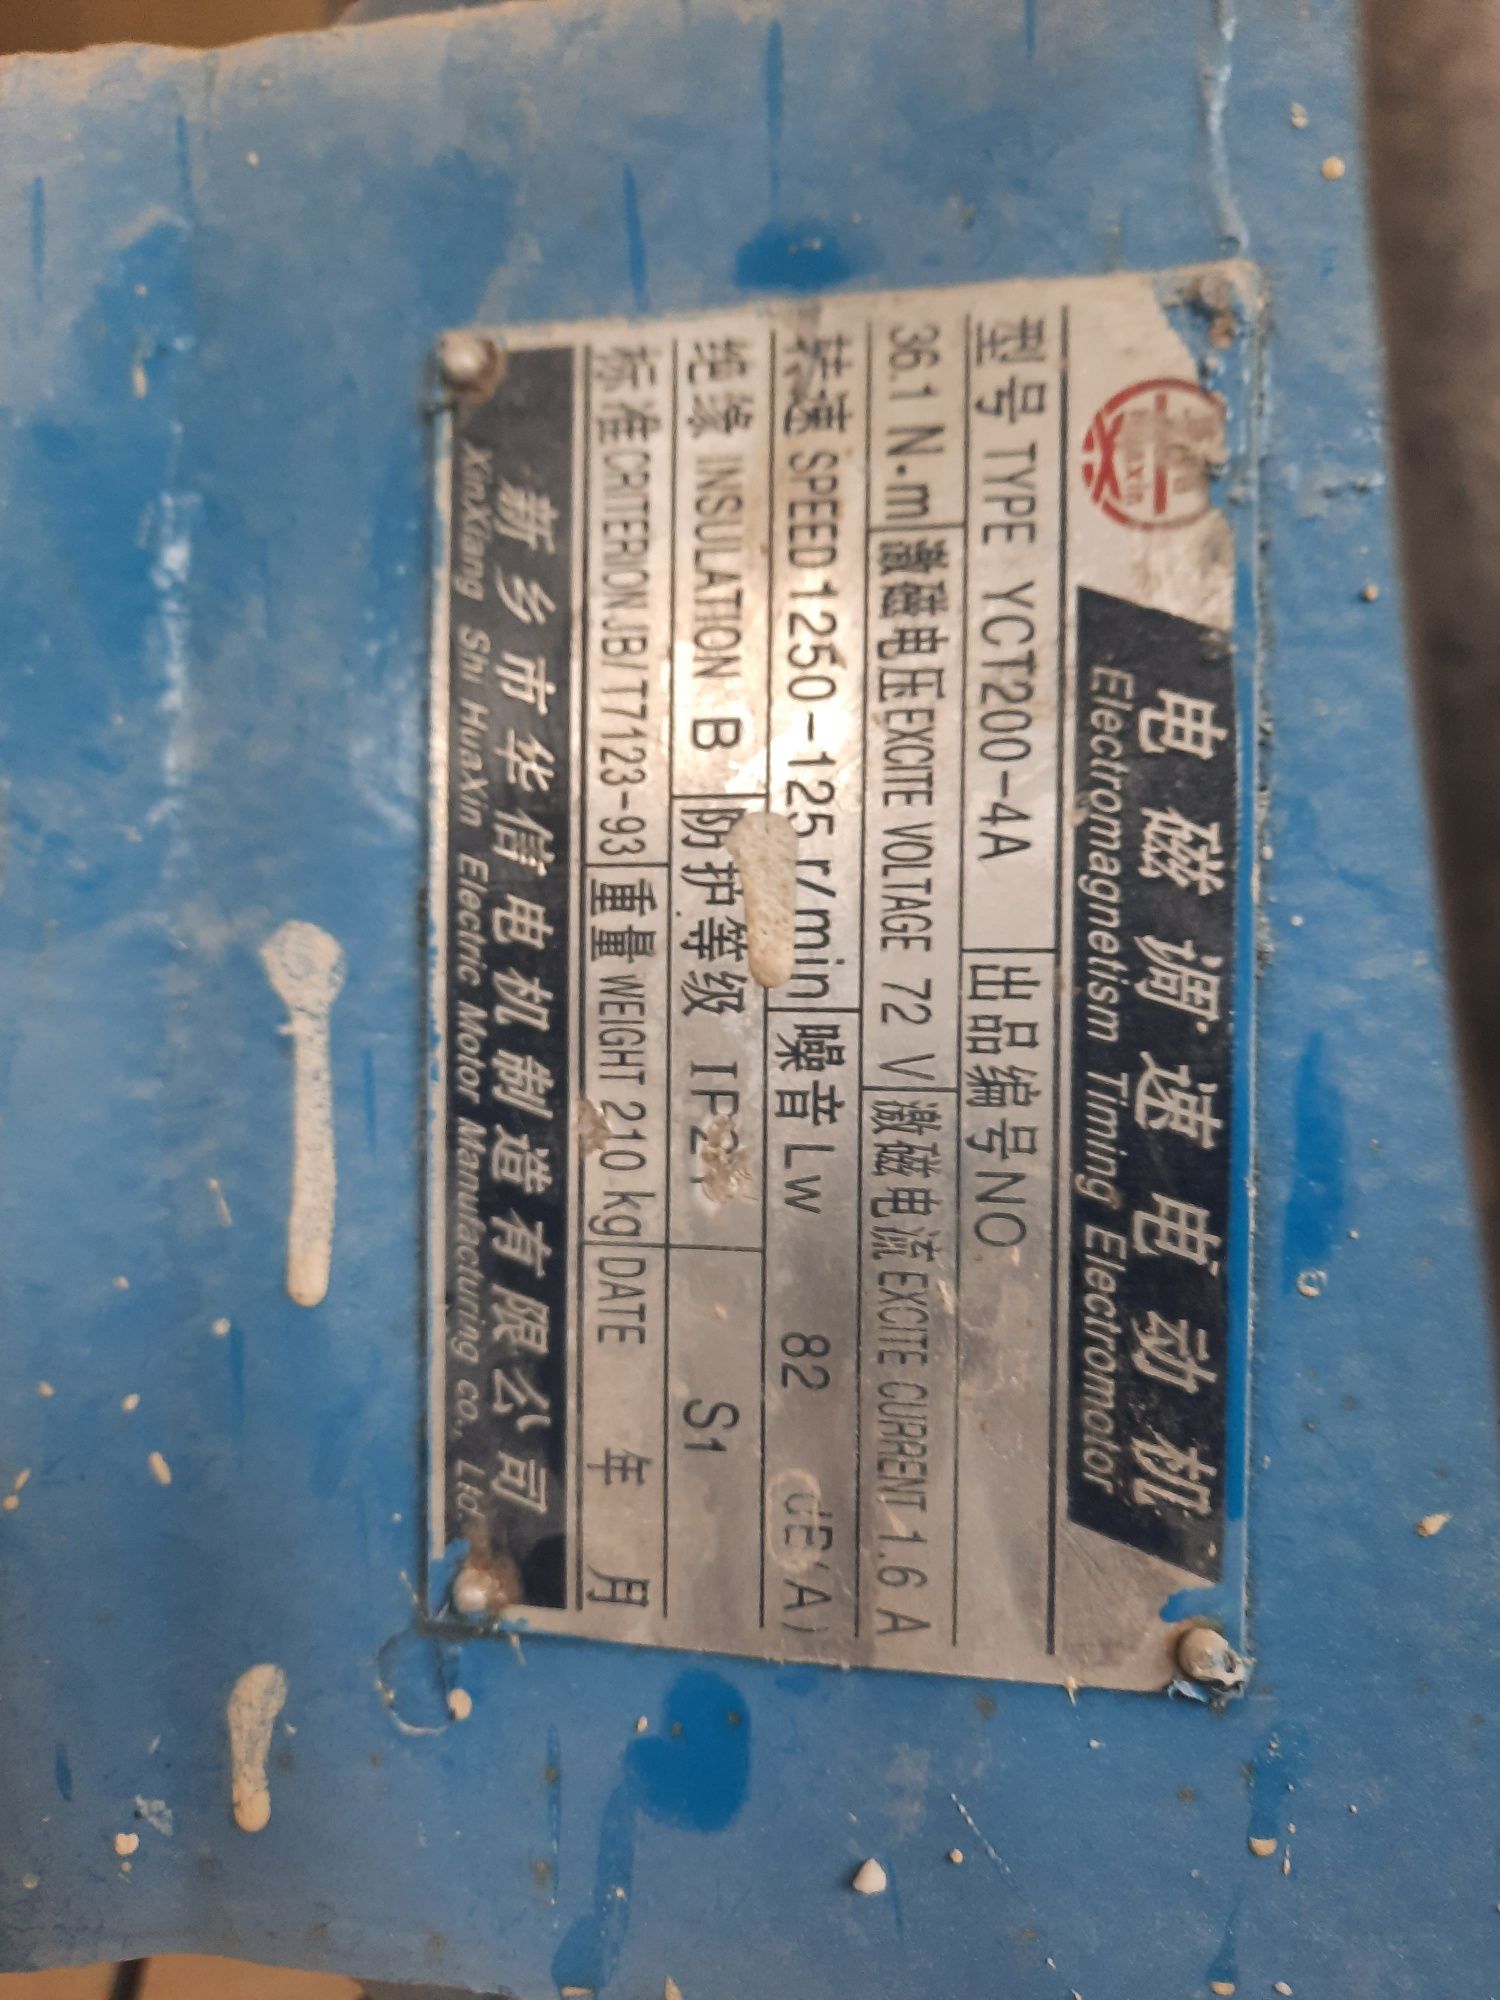 电磁调速电动机
Electromagnetism Timing Electromotor
型号 TYPE YCT200-4A 出品编号 NO.
36.1 N·m 激磁电压 EXCITE VOLTAGE 72 V 激磁电流 EXCITE CURRENT 1.6 A
转速 SPEED 1250-125 r/min 噪音 Lw 82
绝缘 INSULATION B 防护等级 S1
标准 CRITERION JB/T7123-93 重量 WEIGHT 210 kg DATE 年 月
新乡市华信电机制造有限公司
XinXiang Shi HuaXin Electric Motor Manufacturing co., Ltd.